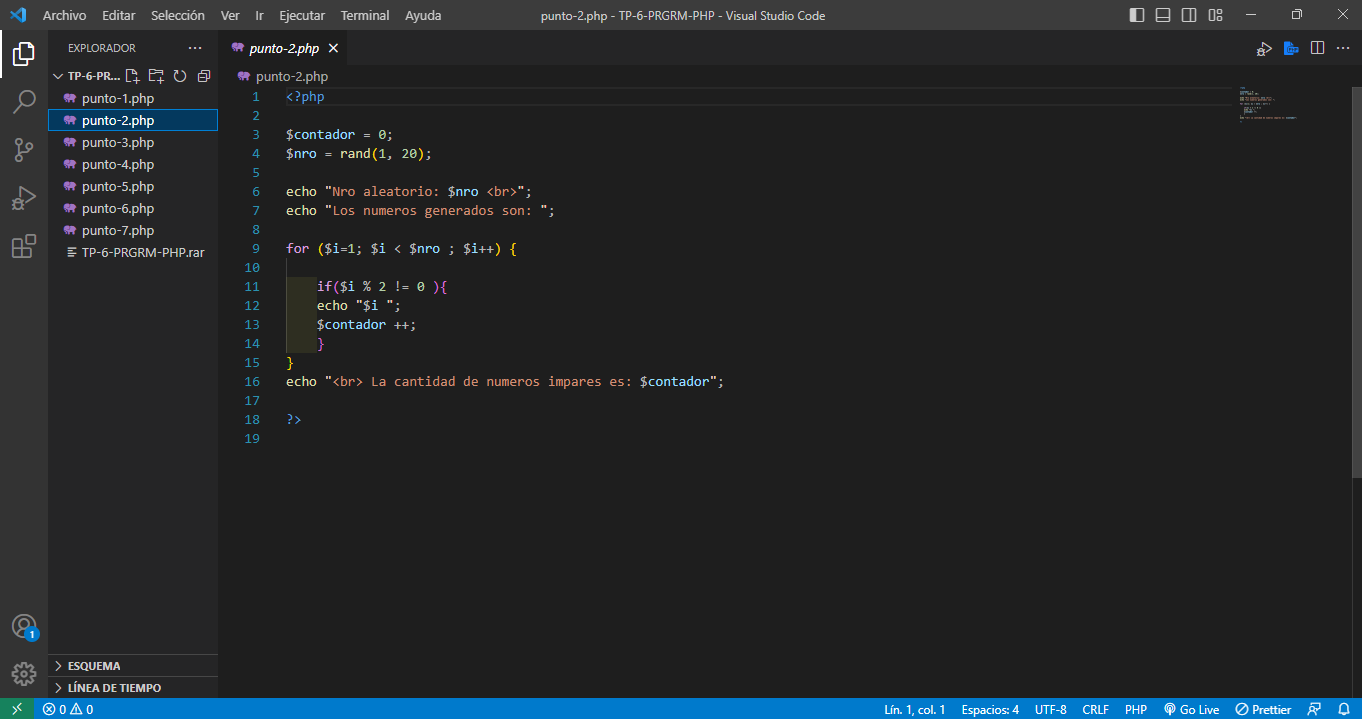 Archivo Editar Selección Ver Ir Ejecutar Terminal Ayuda
punto-2.php - TP-6-PRGRM-PHP - Visual Studio Code
EXPLORADOR
TP-6-PR...
punto-1.php
punto-2.php
punto-3.php
punto-4.php
punto-5.php
punto-6.php
punto-7.php
TP-6-PRGRM-PHP.rar
punto-2.php
punto-2.php
1 <?php
2
3 $contador = 0;
4 $nro = rand(1, 20);
5
6 echo "Nro aleatorio: $nro <br>";
7 echo "Los numeros generados son: ";
8
9 for ($i=1; $i < $nro ; $i++) {
10
11 if($i % 2 != 0 ){
12 echo "$i ";
13 $contador ++;
14 }
15 }
16 echo "<br> La cantidad de numeros impares es: $contador";
17
18 ?>
19
1
ESQUEMA
LÍNEA DE TIEMPO
0 0
Lín. 1, col. 1 Espacios: 4 UTF-8 CRLF PHP Go Live Prettier